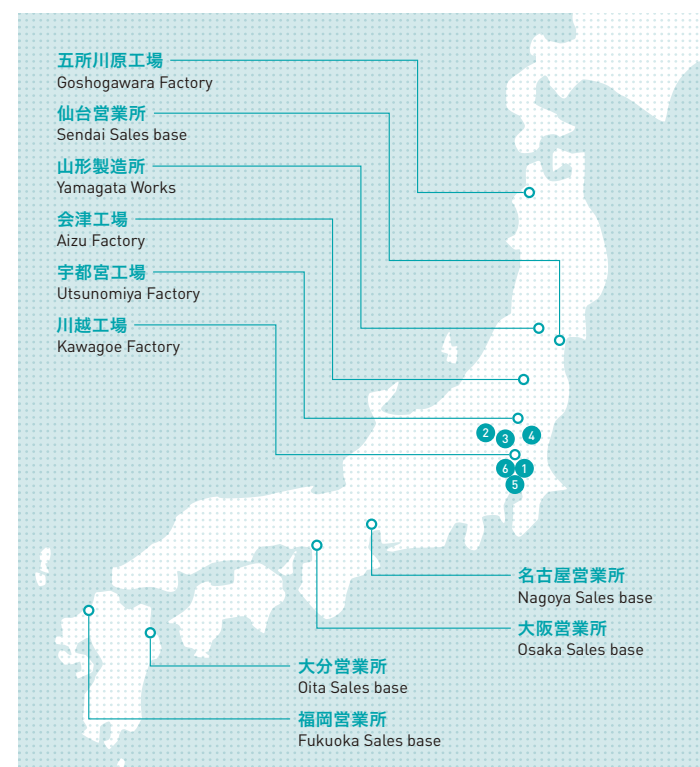 五所川原工場
Goshogawara Factory
仙台営業所
Sendai Sales base
山形製造所
Yamagata Works
会津工場
Aizu Factory
宇都宮工場
Utsunomiya Factory
川越工場
Kawagoe Factory
2
3
4
6
1
5
名古屋営業所
Nagoya Sales base
大阪営業所
Osaka Sales base
大分営業所
Oita Sales base
福岡営業所
Fukuoka Sales base